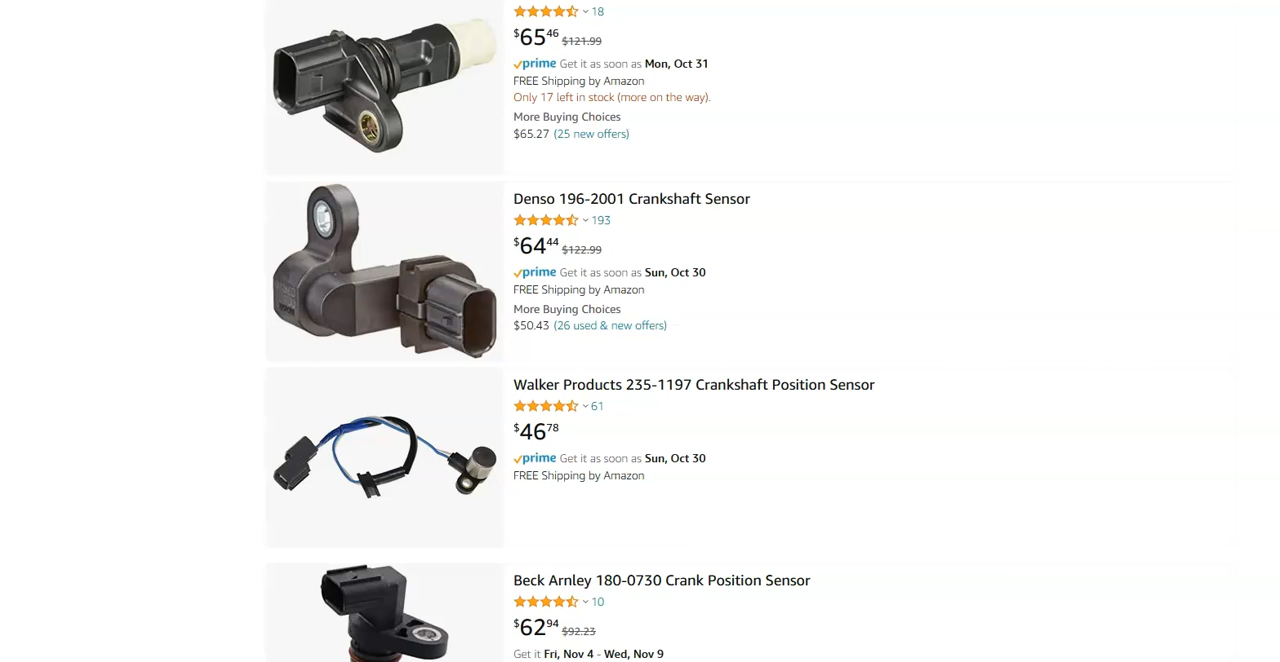 18
$65 46 $121.99
prime Get it as soon as Mon, Oct 31
FREE Shipping by Amazon
Only 17 left in stock (more on the way).
More Buying Choices
$65.27 (25 new offers)
Denso 196-2001 Crankshaft Sensor
193
$64 44 $122.99
prime Get it as soon as Sun, Oct 30
FREE Shipping by Amazon
More Buying Choices
$50.43 (26 used & new offers)
Walker Products 235-1197 Crankshaft Position Sensor
61
$46 78
prime Get it as soon as Sun, Oct 30
FREE Shipping by Amazon
Beck Arnley 180-0730 Crank Position Sensor
10
$62 94 $92.23
Get it Fri, Nov 4 - Wed, Nov 9